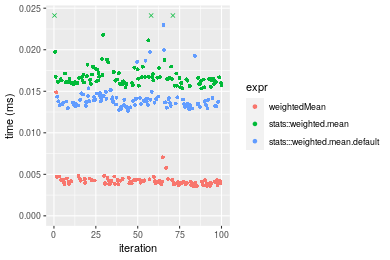 0.025
0.020
0.015
0.010
0.005
0.000
time (ms)
0
25
50
75
100
iteration
expr
weightedMean
stats::weighted.mean
stats:::weighted.mean.default